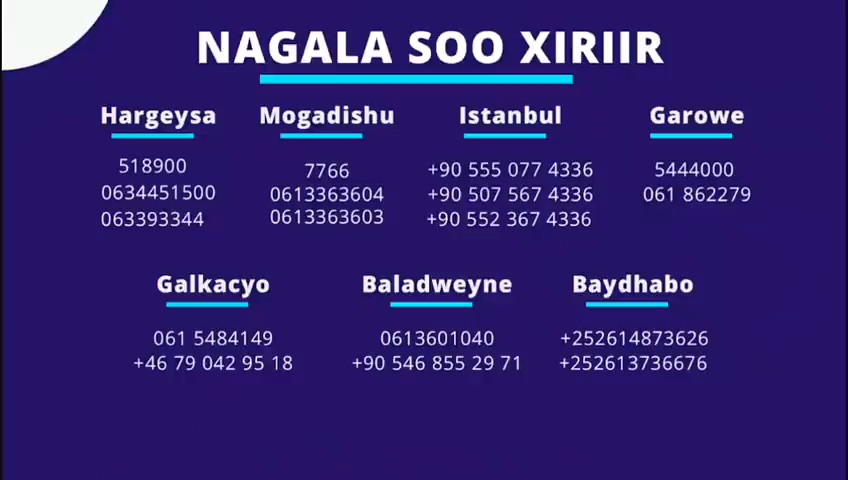 NAGALA SOO XIRIIR
Hargeysa
518900
0634451500
063393344
Mogadishu
7766
0613363604
0613363603
Istanbul
+90 555 077 4336
+90 507 567 4336
+90 552 367 4336
Garowe
5444000
061 862279
Galkacyo
061 5484149
+46 79 042 95 18
Baladweyne
0613601040
+90 546 855 29 71
Baydhabo
+252614873626
+252613736676